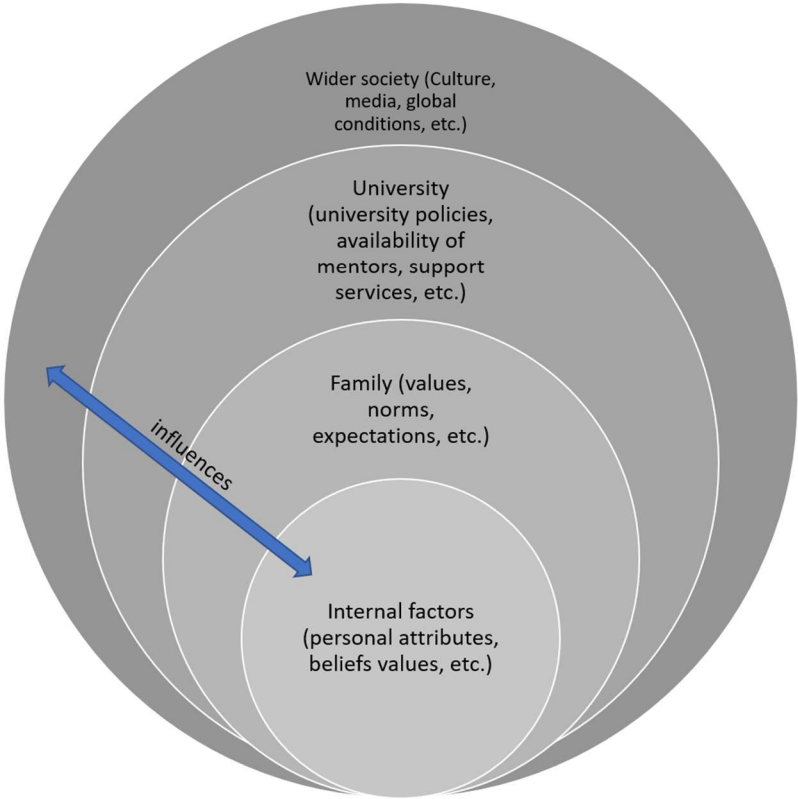 Wider society (Culture,
media, global
conditions, etc.)
University
(university policies,
availability of
mentors, support
services, etc.)
Family (values,
norms,
expectations, etc.)
influences
Internal factors
(personal attributes,
beliefs values, etc.)